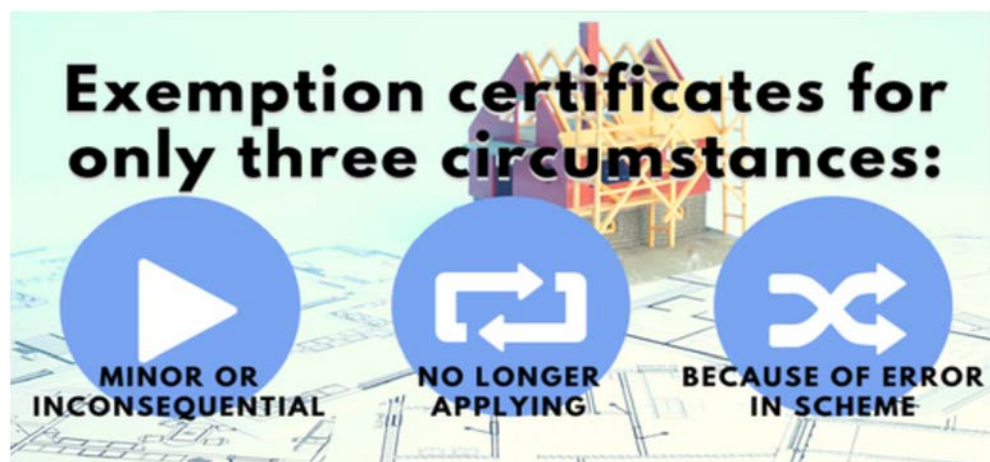 Exemption certificates for
only three circumstances:
MINOR OR
INCONSEQUENTIAL
NO LONGER
APPLYING
BECAUSE OF ERROR
IN SCHEME